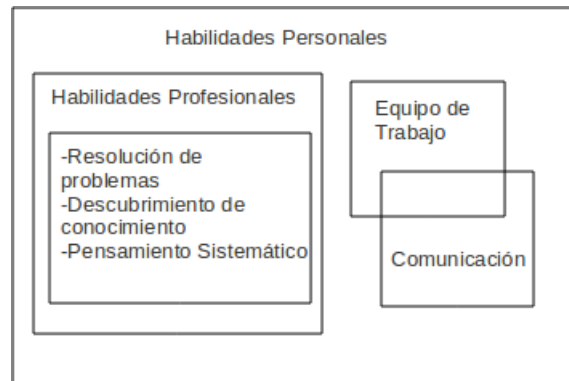 Habilidades Personales
Habilidades Profesionales
-Resolución de
problemas
-Descubrimiento de
conocimiento
-Pensamiento Sistemático
Equipo de
Trabajo
Comunicación